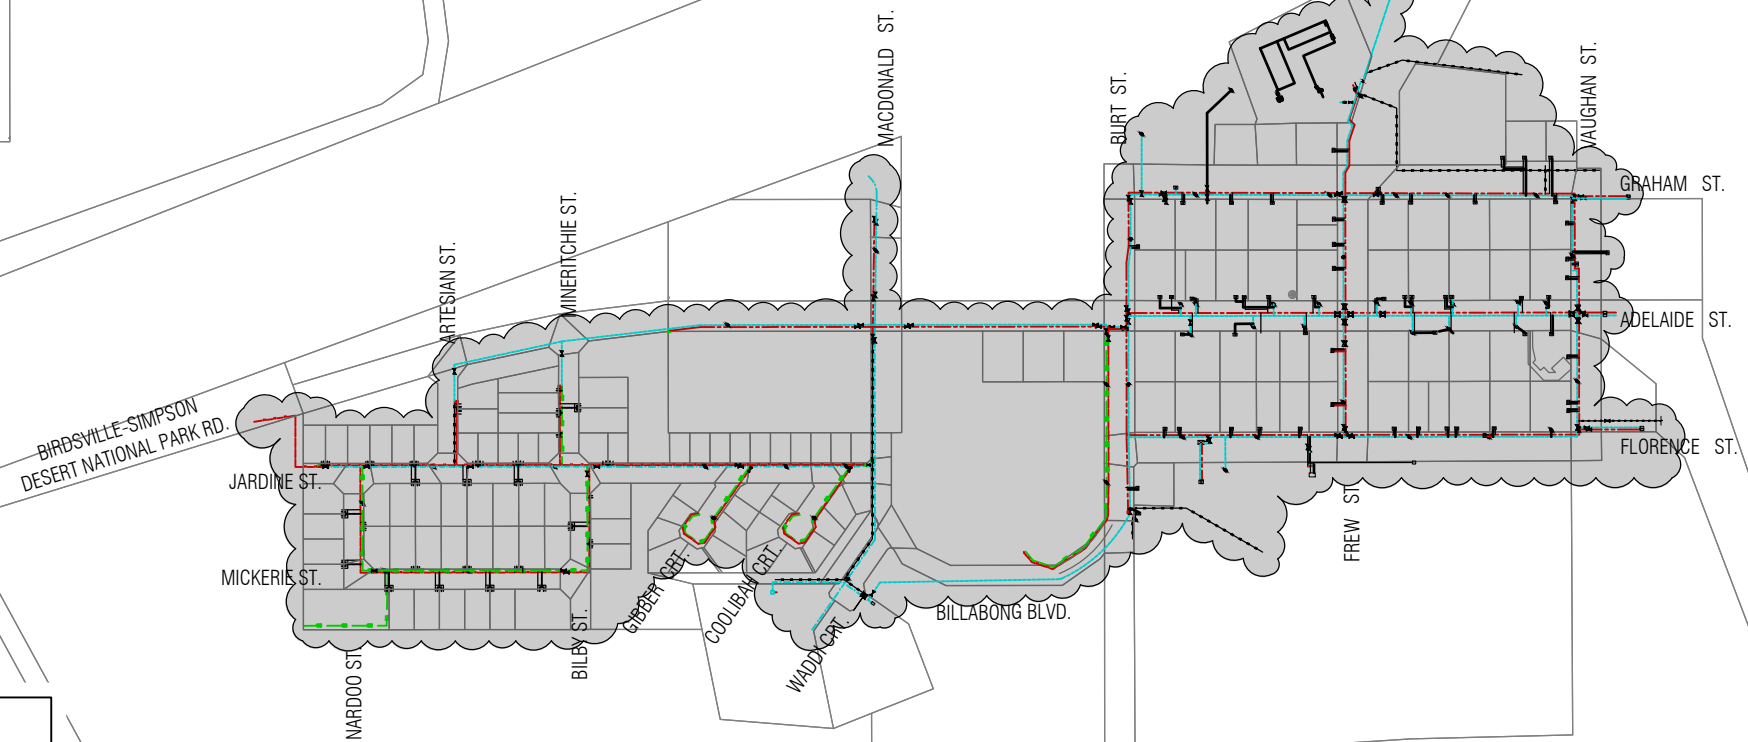 MACDONALD ST.
BURT ST.
VAUGHAN ST.
GRAHAM ST.
MINERITCHIE ST.
ARTESIAN ST.
ADELAIDE ST.
BIRDSVILLE-SIMPSON
DESERT NATIONAL PARK RD.
FLORENCE ST.
JARDINE ST.
FREW ST.
MICKERIE ST.
GIBBER CRT.
COOLIBAH CRT.
BILLABONG BLVD.
WADDI CRT.
BILBY ST.
NARDOO ST.